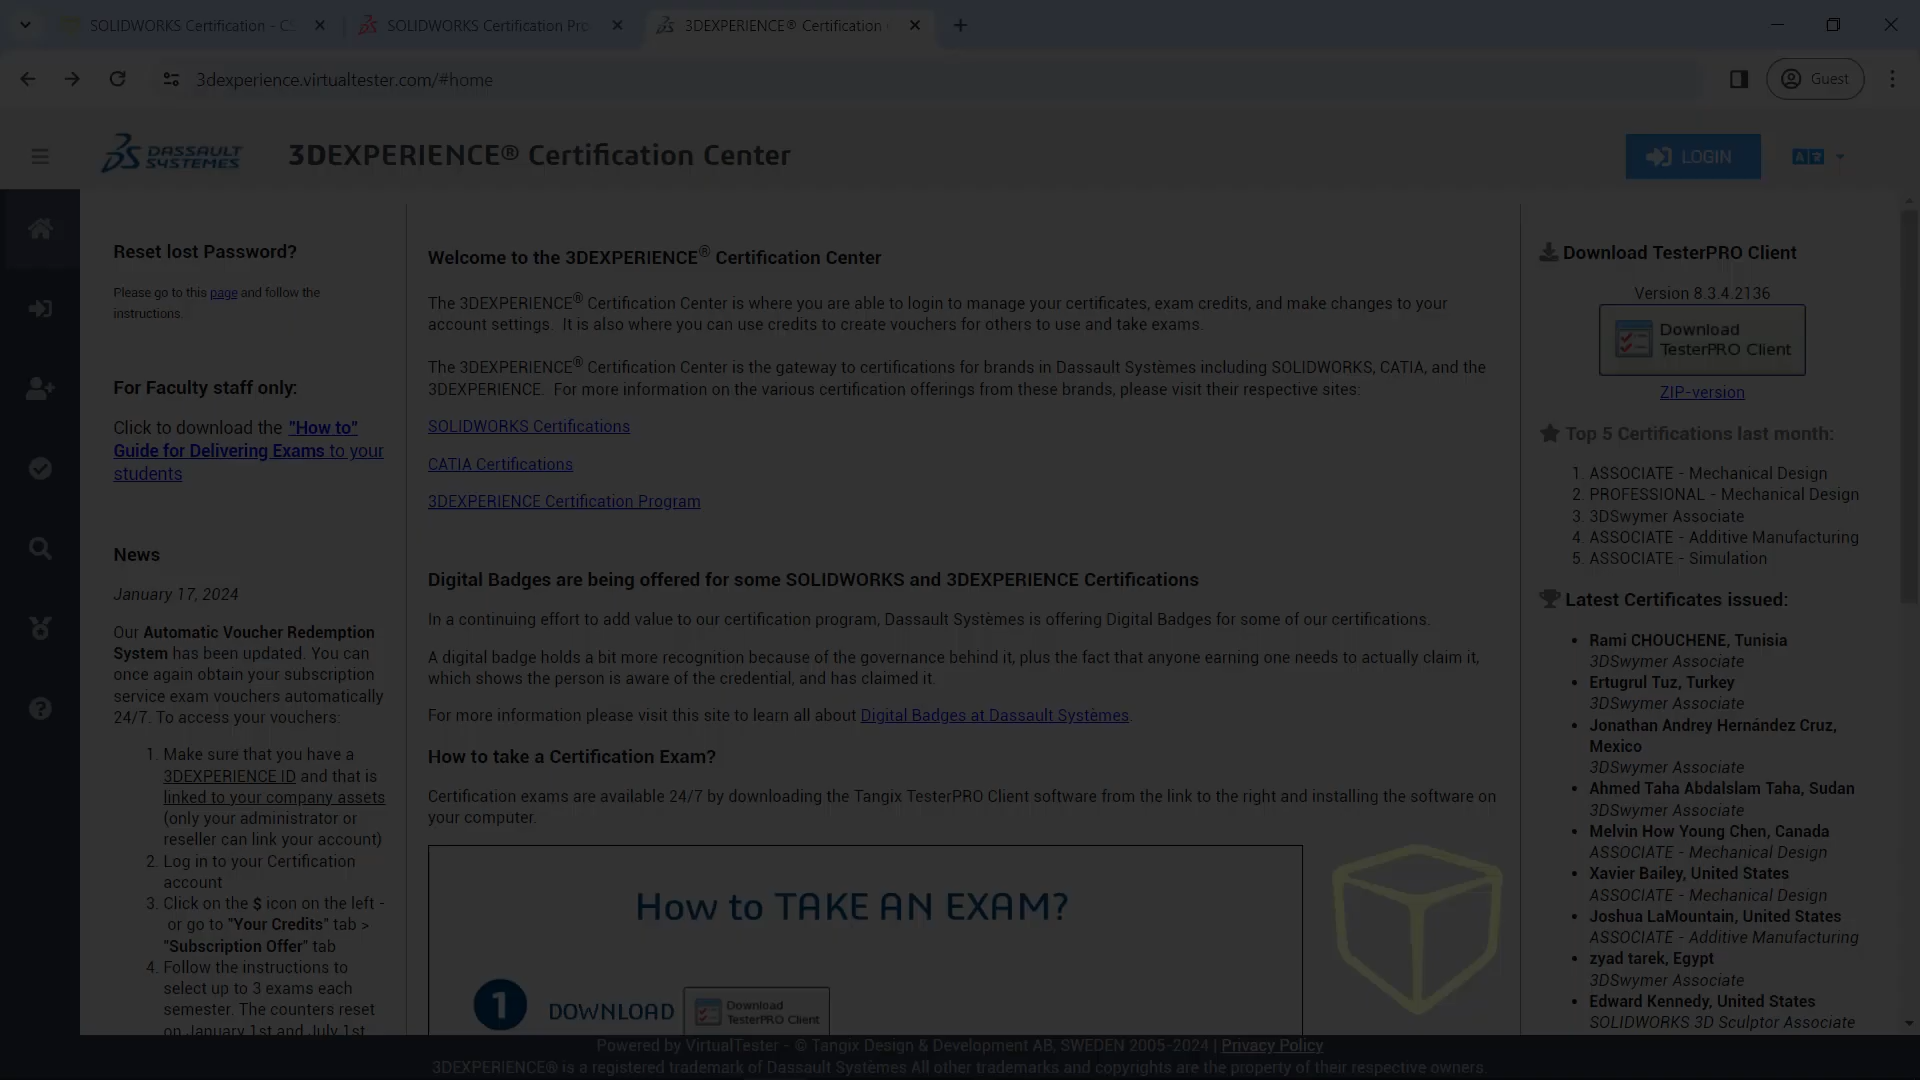 SOLIDWORKS Certification - CS
SOLIDWORKS Certification Pro
3DEXPERIENCE® Certification
3dexperience.virtualtester.com/#home
Guest
DASSAULT
SYSTEMES
3DEXPERIENCE® Certification Center
LOGIN
Reset lost Password?
Please go to this page and follow the
instructions.
For Faculty staff only:
Click to download the "How to"
Guide for Delivering Exams to your
students
News
January 17, 2024
Our Automatic Voucher Redemption
System has been updated. You can
once again obtain your subscription
service exam vouchers automatically
24/7. To access your vouchers:
1. Make sure that you have a
3DEXPERIENCE ID and that is
linked to your company assets
(only your administrator or
reseller can link your account)
2. Log in to your Certification
account
3. Click on the $ icon on the left -
or go to "Your Credits" tab >
"Subscription Offer" tab
4. Follow the instructions to
select up to 3 exams each
semester. The counters reset
on January 1st and July 1st
Welcome to the 3DEXPERIENCE® Certification Center
The 3DEXPERIENCE® Certification Center is where you are able to login to manage your certificates, exam credits, and make changes to your
account settings. It is also where you can use credits to create vouchers for others to use and take exams.
The 3DEXPERIENCE® Certification Center is the gateway to certifications for brands in Dassault Systèmes including SOLIDWORKS, CATIA, and the
3DEXPERIENCE. For more information on the various certification offerings from these brands, please visit their respective sites:
SOLIDWORKS Certifications
CATIA Certifications
3DEXPERIENCE Certification Program
Digital Badges are being offered for some SOLIDWORKS and 3DEXPERIENCE Certifications
In a continuing effort to add value to our certification program, Dassault Systèmes is offering Digital Badges for some of our certifications.
A digital badge holds a bit more recognition because of the governance behind it, plus the fact that anyone earning one needs to actually claim it,
which shows the person is aware of the credential, and has claimed it.
For more information please visit this site to learn all about Digital Badges at Dassault Systèmes.
How to take a Certification Exam?
Certification exams are available 24/7 by downloading the Tangix TesterPRO Client software from the link to the right and installing the software on
your computer.
How to TAKE AN EXAM?
1 DOWNLOAD
Download
TesterPRO Client
Download TesterPRO Client
Version 8.3.4.2136
Download
TesterPRO Client
ZIP-version
Top 5 Certifications last month:
1. ASSOCIATE - Mechanical Design
2. PROFESSIONAL - Mechanical Design
3. 3DSwymer Associate
4. ASSOCIATE - Additive Manufacturing
5. ASSOCIATE - Simulation
Latest Certificates issued:
• Rami CHOUCHENE, Tunisia
3DSwymer Associate
• Ertugrul Tuz, Turkey
3DSwymer Associate
• Jonathan Andrey Hernández Cruz,
Mexico
3DSwymer Associate
• Ahmed Taha Abdalslam Taha, Sudan
3DSwymer Associate
• Melvin How Young Chen, Canada
ASSOCIATE - Mechanical Design
• Xavier Bailey, United States
ASSOCIATE - Mechanical Design
• Joshua LaMountain, United States
ASSOCIATE - Additive Manufacturing
• zyad tarek, Egypt
3DSwymer Associate
• Edward Kennedy, United States
SOLIDWORKS 3D Sculptor Associate
Powered by VirtualTester - © Tangix Design & Development AB, SWEDEN 2005-2024 | Privacy Policy
3DEXPERIENCE® is a registered trademark of Dassault Systèmes All other trademarks and copyrights are the property of their respective owners.